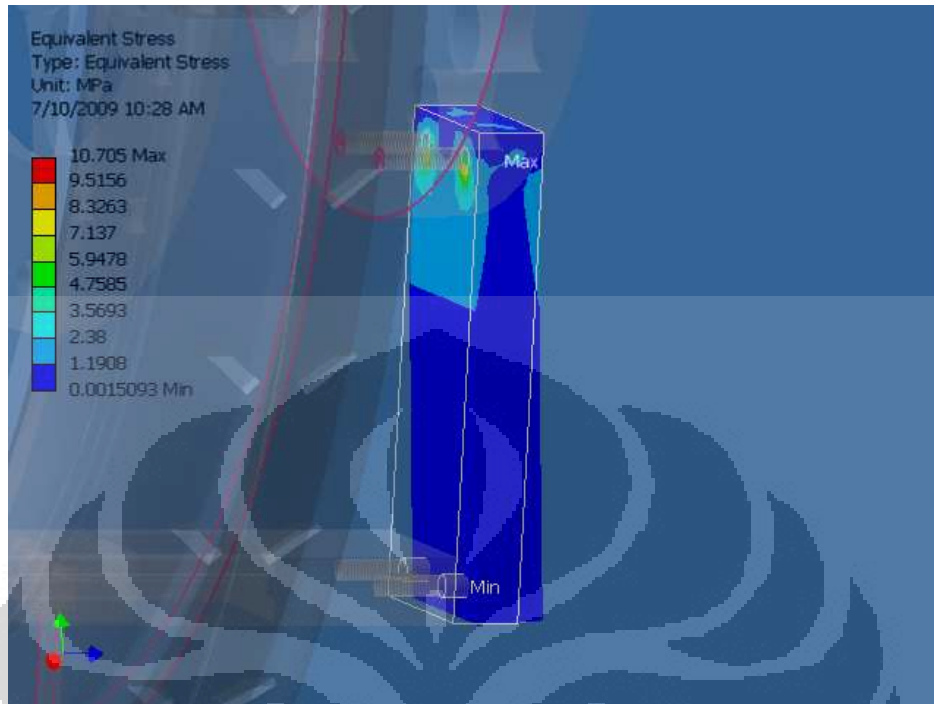 Equivalent Stress
Type: Equivalent Stress
Unit: MPa
7/10/2009 10:28 AM
10.705 Max
9.5156
8.3263
7.137
5.9478
4.7585
3.5693
2.38
1.1908
0.0015093 Min
Max
Min